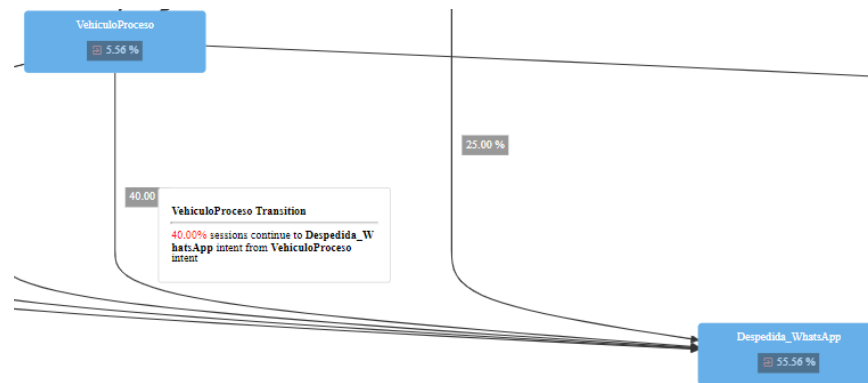 VehiculoProceso
5.56 %
25.00 %
40.00
VehiculoProceso Transition
40.00% sessions continue to Despedida_W
hatsApp intent from VehiculoProceso
intent
Despedida_WhatsApp
55.56 %